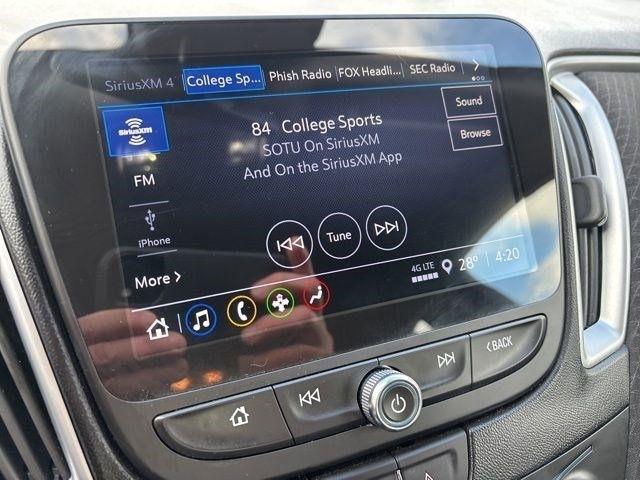 SiriusXM 4 College Sp... Phish Radio FOX Headli... SEC Radio
SiriusXM
84 College Sports
Sound
SOTU On SiriusXM
And On the SiriusXM App
Browse
FM
iPhone
Tune
More
4G LTE 28° 4:20
BACK